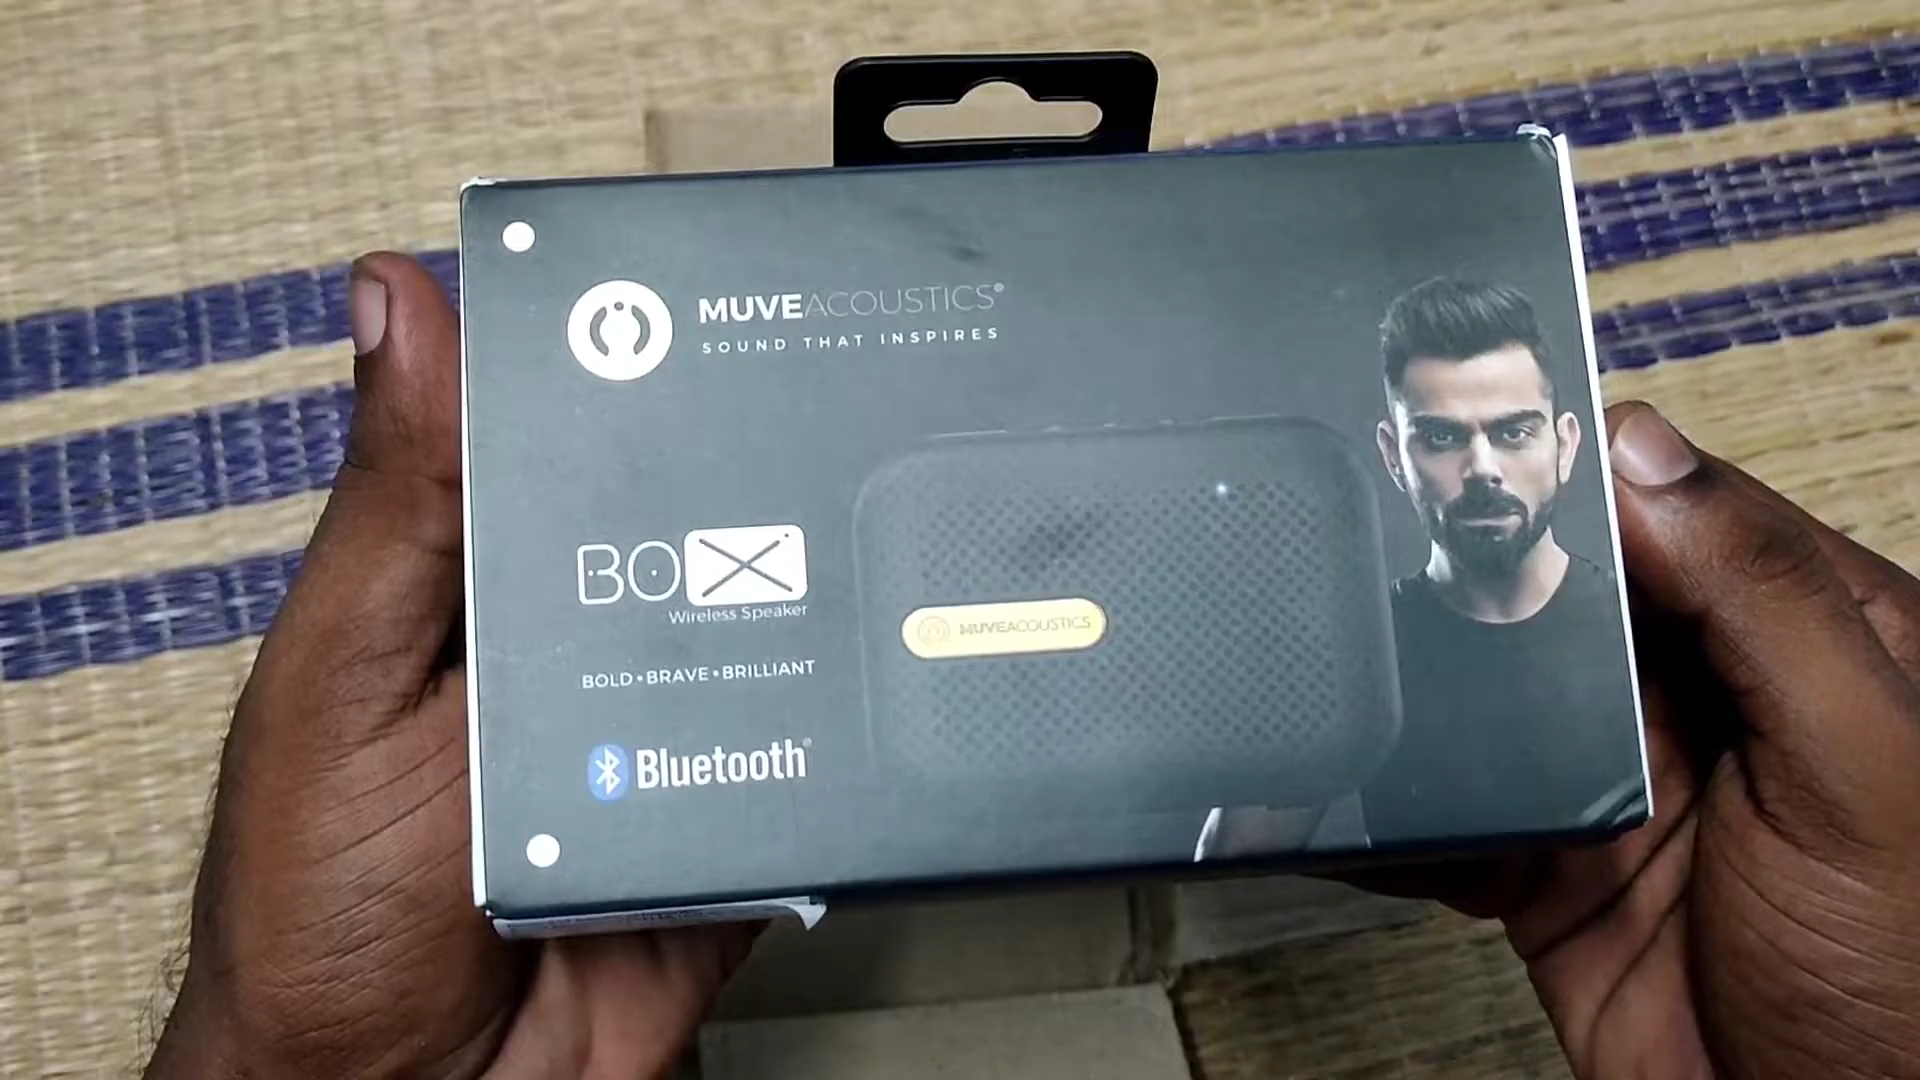 MUVEACOUSTICS®
SOUND THAT INSPIRES
BOX
Wireless Speaker
BOLD•BRAVE•BRILLIANT
Bluetooth®
MUVEACOUSTICS